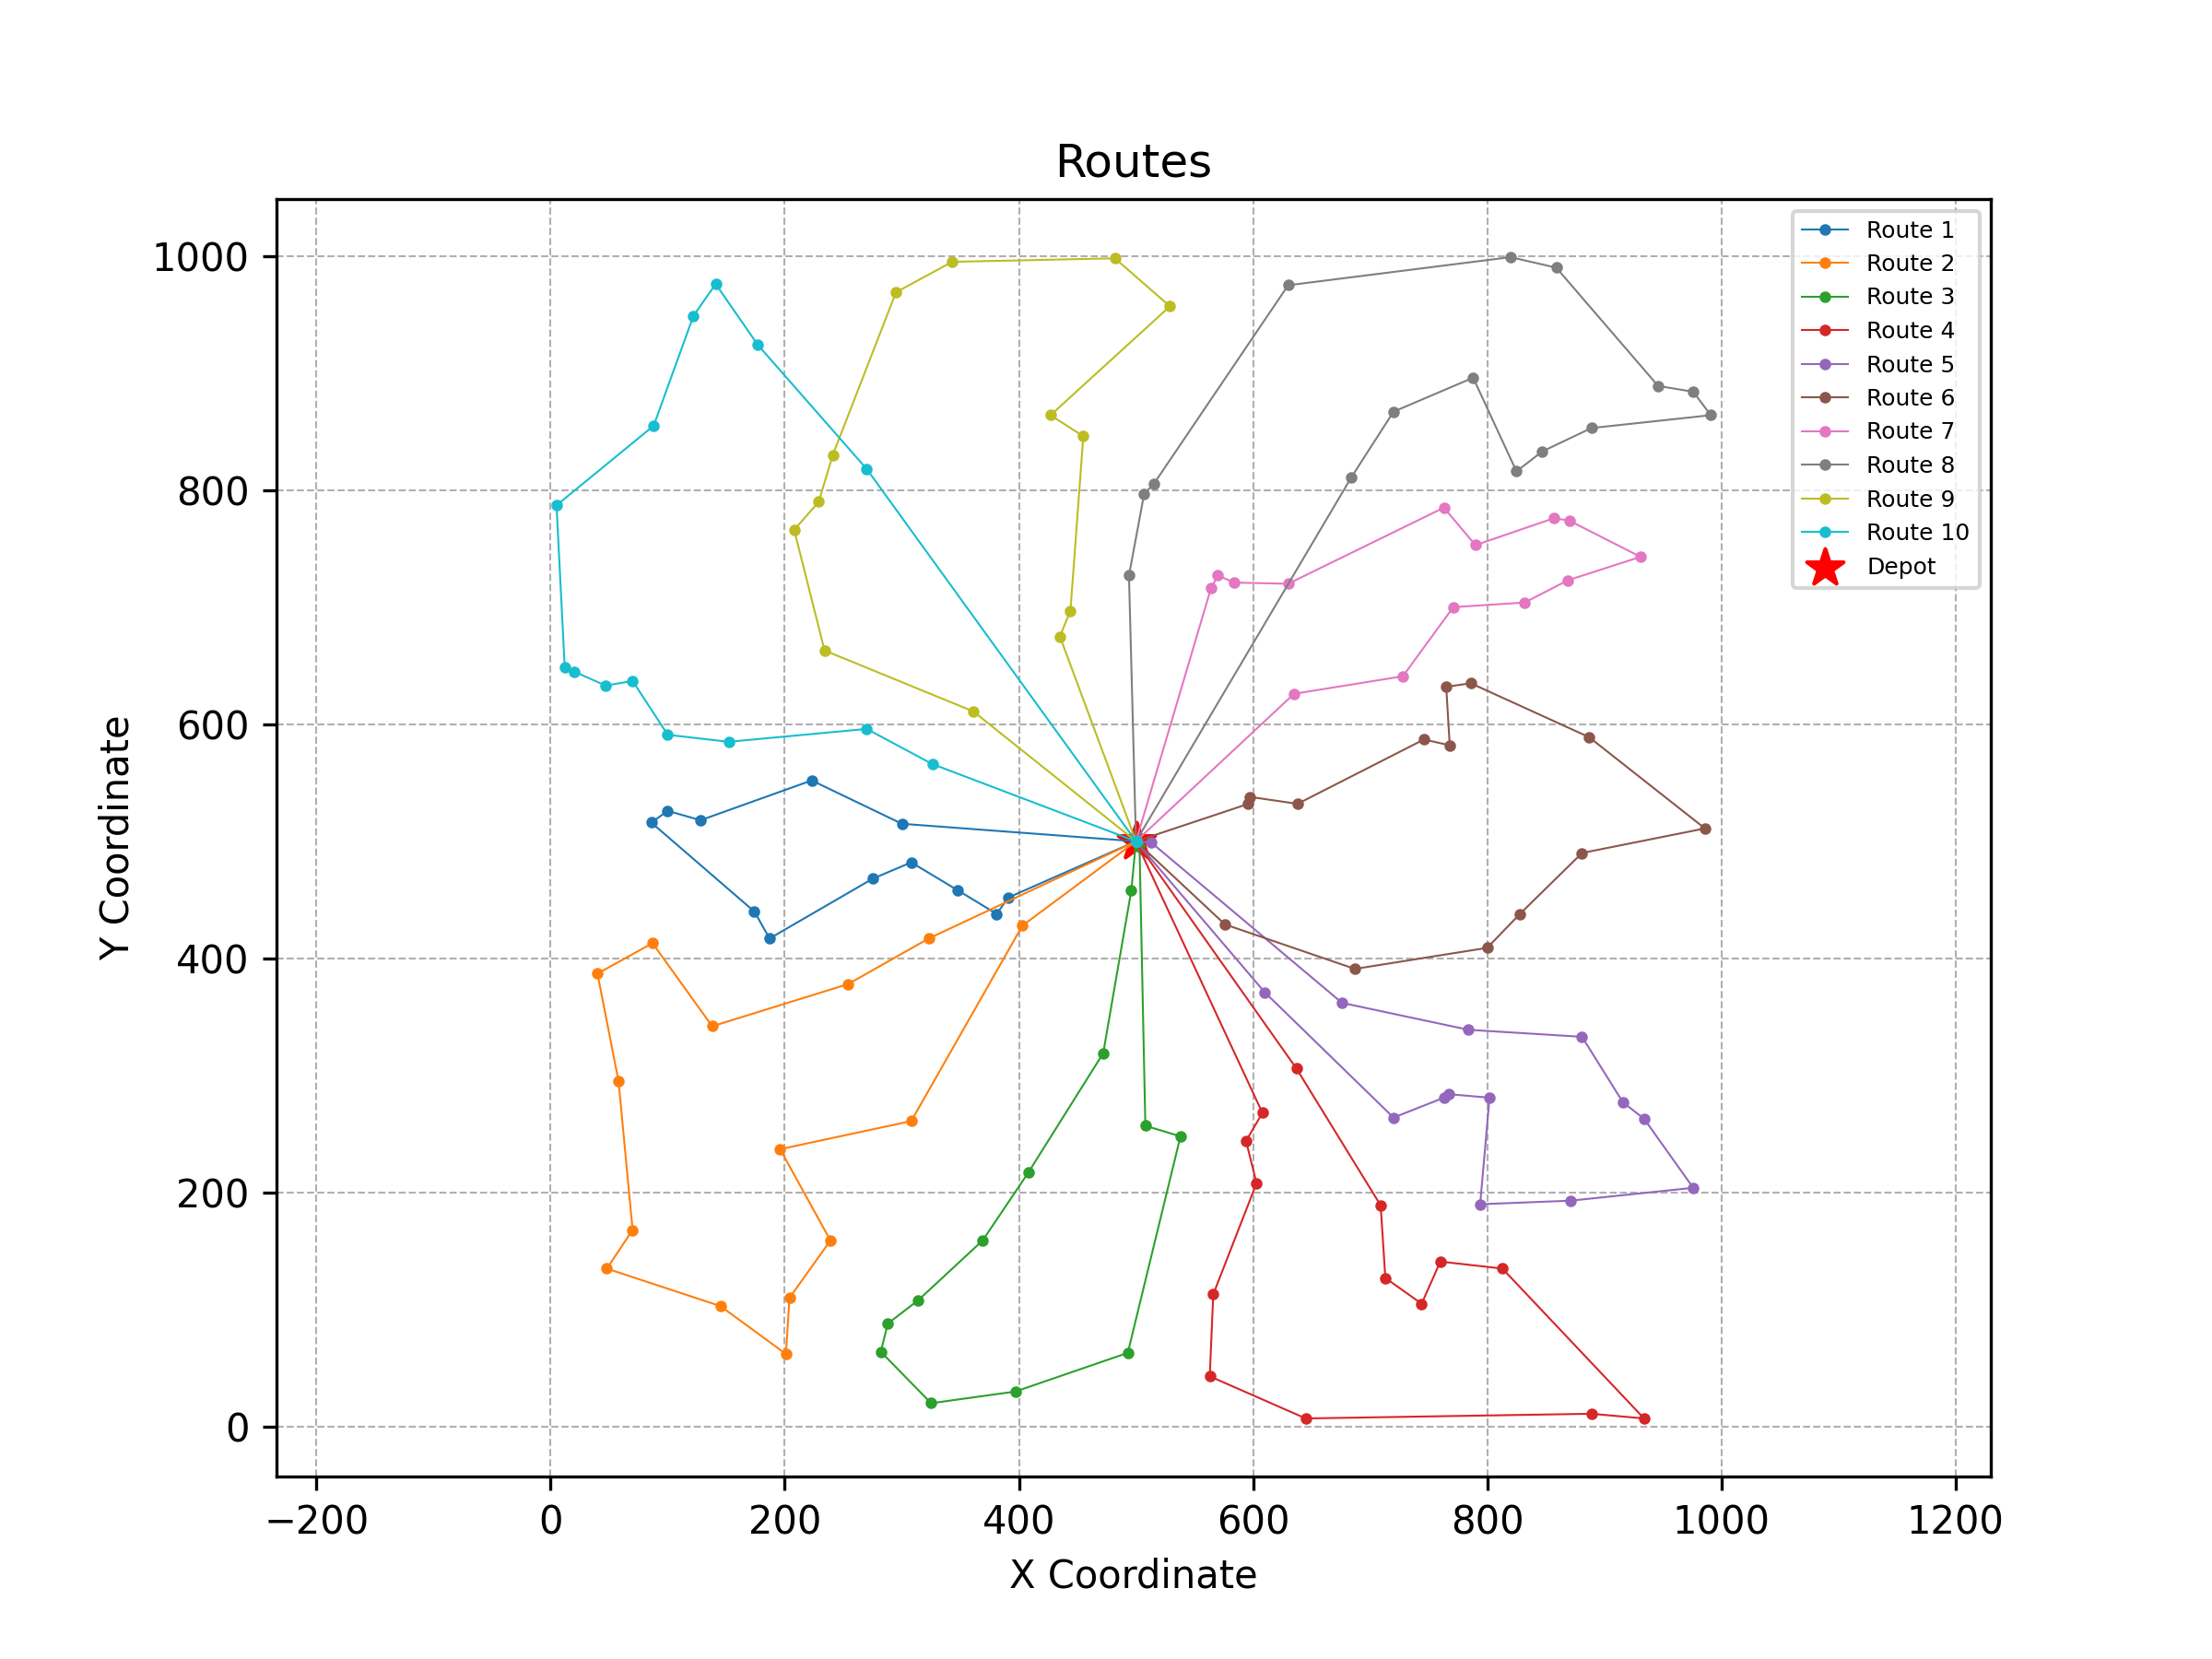 Routes
Y Coordinate
1000
800
600
400
200
0
−200
0
200
400
600
800
1000
1200
X Coordinate
Route 1
Route 2
Route 3
Route 4
Route 5
Route 6
Route 7
Route 8
Route 9
Route 10
Depot